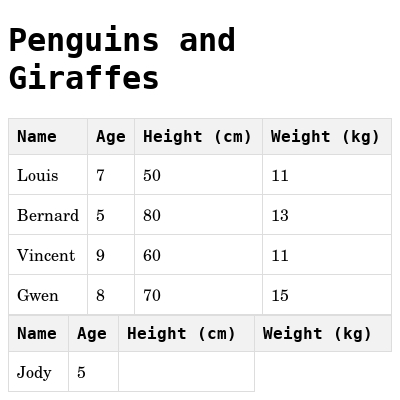 Penguins and
Giraffes
Name Age Height (cm) Weight (kg)
Louis 7 50 11
Bernard 5 80 13
Vincent 9 60 11
Gwen 8 70 15
Name Age Height (cm) Weight (kg)
Jody 5